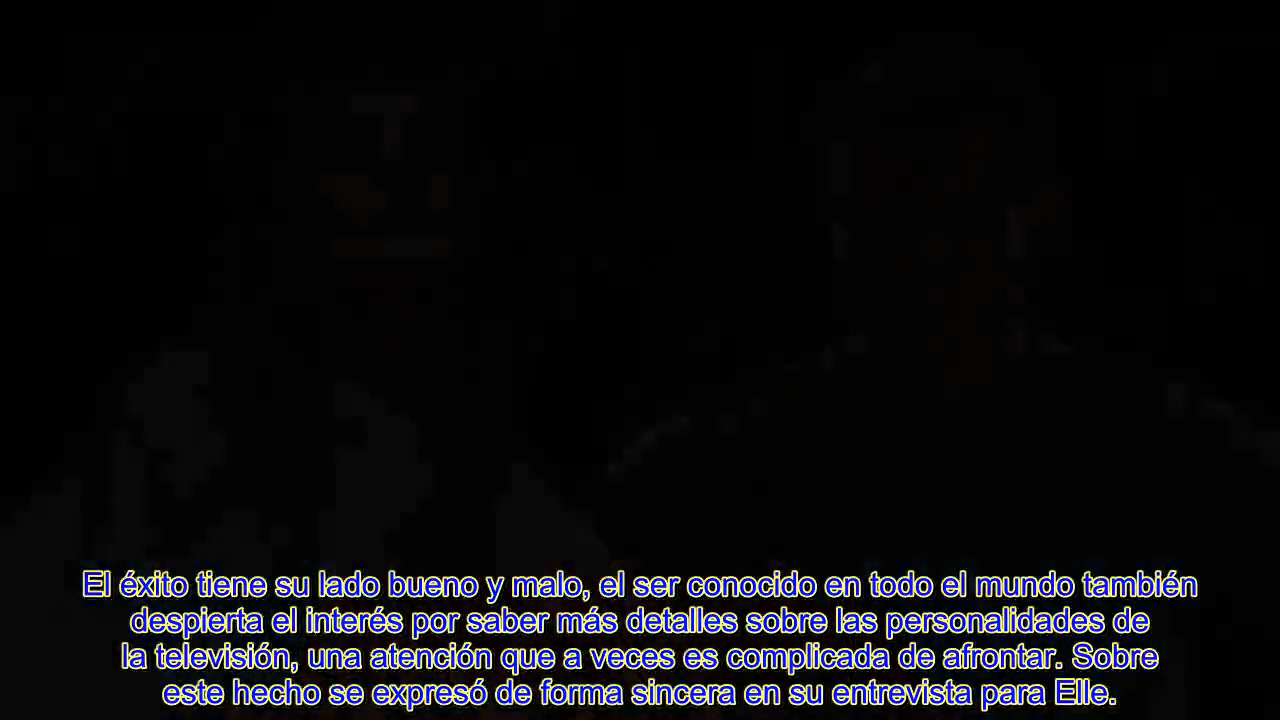 El éxito tiene su lado bueno y malo, el ser conocido en todo el mundo también
despierta el interés por saber más detalles sobre las personalidades de
la televisión, una atención que a veces es complicada de afrontar. Sobre
este hecho se expresó de forma sincera en su entrevista para Elle.